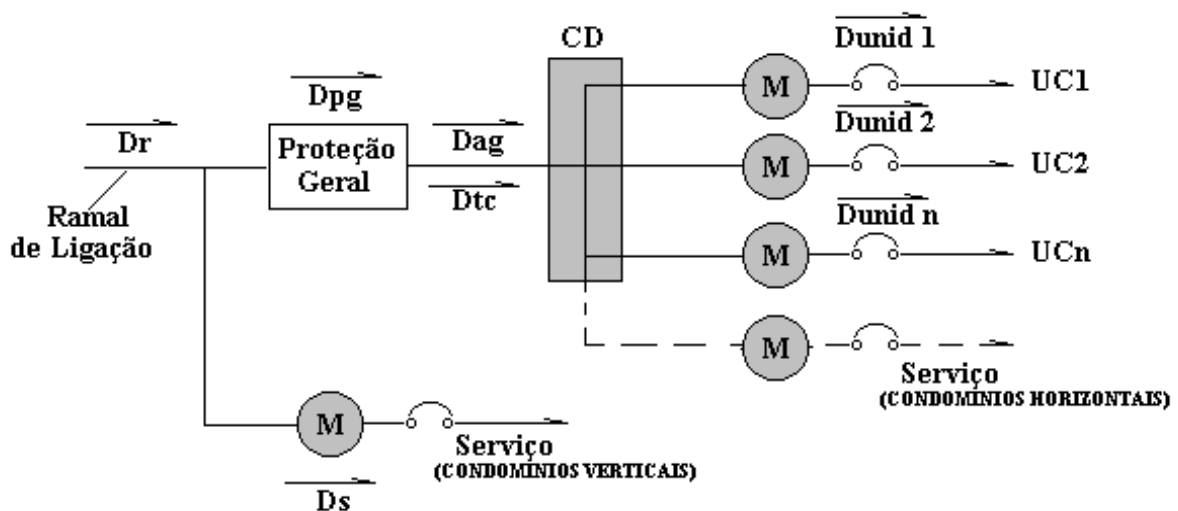 CD
Dunid 1
M
UC1
Dpg
Dr
Proteção
Geral
Dag
Dtc
Dunid 2
M
UC2
Ramal
de Ligação
Dunid n
M
UCn
M
Serviço
(CONDOMÍNIOS HORIZONTAIS)
M
Serviço
(CONDOMÍNIOS VERTICAIS)
Ds